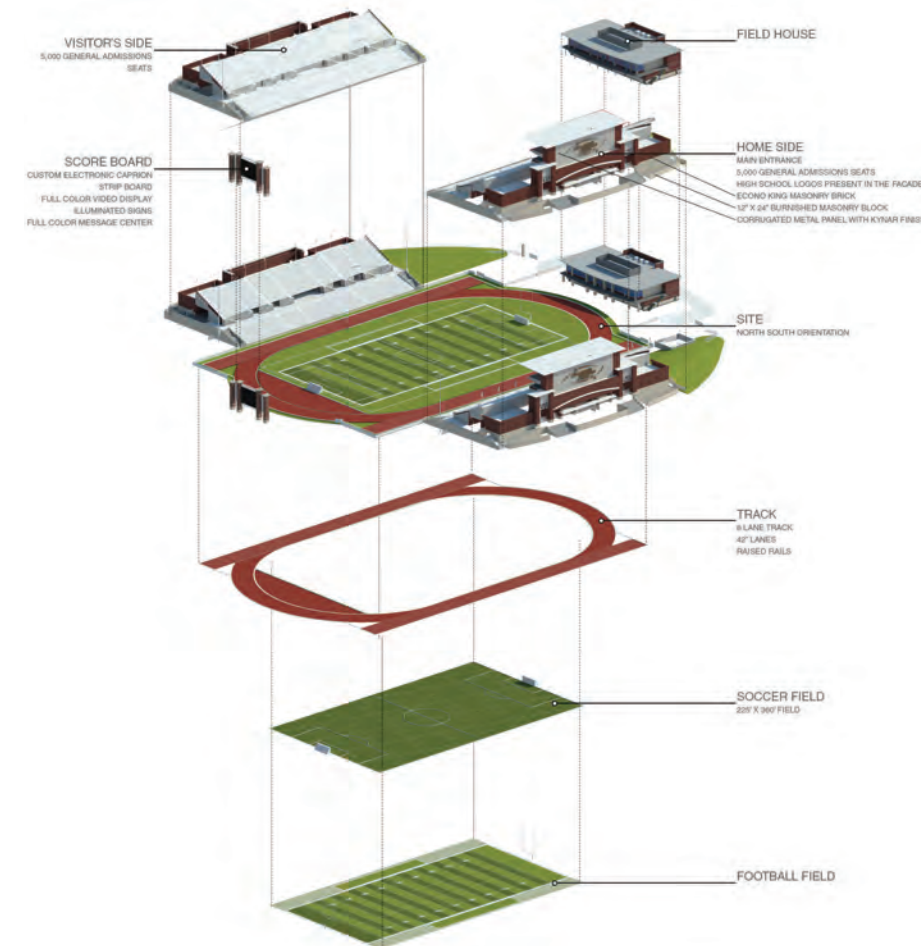 VISITOR'S SIDE
5,000 GENERAL ADMISSIONS
SEATS
FIELD HOUSE
SCORE BOARD
CUSTOM ELECTRONIC CAPRION
STRIP BOARD
FULL COLOR VIDEO DISPLAY
ILLUMINATED SIGNS
FULL COLOR MESSAGE CENTER
HOME SIDE
MAIN ENTRANCE
5,000 GENERAL ADMISSIONS SEATS
HIGH SCHOOL LOGOS PRESENT IN THE FACADE
ECONO KING MASONRY BRICK
12" X 24" BURNISHED MASONRY BLOCK
CORRUGATED METAL PANEL WITH KYNAR FINIS
SITE
NORTH SOUTH ORIENTATION
TRACK
8 LANE TRACK
42" LANES
RAISED RAILS
SOCCER FIELD
225' X 360' FIELD
FOOTBALL FIELD